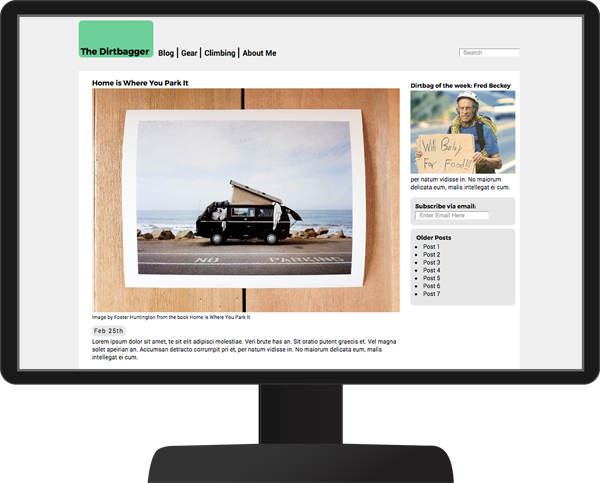 The Dirtbagger
Blog | Gear | Climbing | About Me
Search
Home is Where You Park It
NO PARKING
Image by Foster Huntington from the book Home is Where You Park It.
Feb 25th
Lorem ipsum dolor sit amet, te sit elit adipisci molestiae. Veri brute has an. Sit oratio putent graecis et. Vel magna
solet apeirian an. Accumsan detracto corrumpit pri et, per natum vidisse in. No maiorum delicata eum, malis
intellegat ei cum.
Dirtbag of the week: Fred Beckey
Will Belay
For Food!!!
per natum vidisse in. No maiorum
delicata eum, malis intellegat ei cum.
Subscribe via email:
Enter Email Here
Older Posts
Post 1
Post 2
Post 3
Post 4
Post 5
Post 6
Post 7